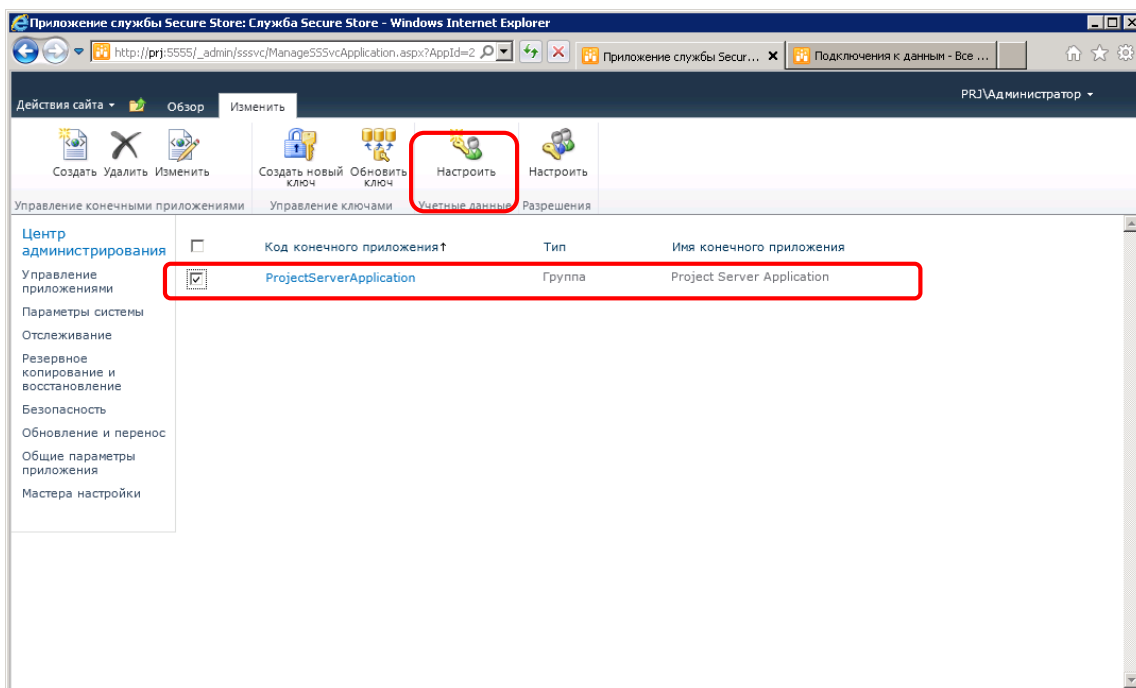 Приложение службы Secure Store: Служба Secure Store - Windows Internet Explorer
http://prj:5555/_admin/sssvc/ManageSSSvcApplication.aspx?AppId=2
Приложение службы Secur...
Подключения к данным - Все ...
Действия сайта
Обзор
Изменить
PRJ\Администратор
Создать
Удалить
Изменить
Создать новый ключ
Обновить ключ
Настроить
Настроить
Управление конечными приложениями
Управление ключами
Учетные данные
Разрешения
Центр
администрирования
Управление
приложениями
Параметры системы
Отслеживание
Резервное
копирование и
восстановление
Безопасность
Обновление и перенос
Общие параметры
приложения
Мастера настройки
Код конечного приложения↑
Тип
Имя конечного приложения
ProjectServerApplication
Группа
Project Server Application